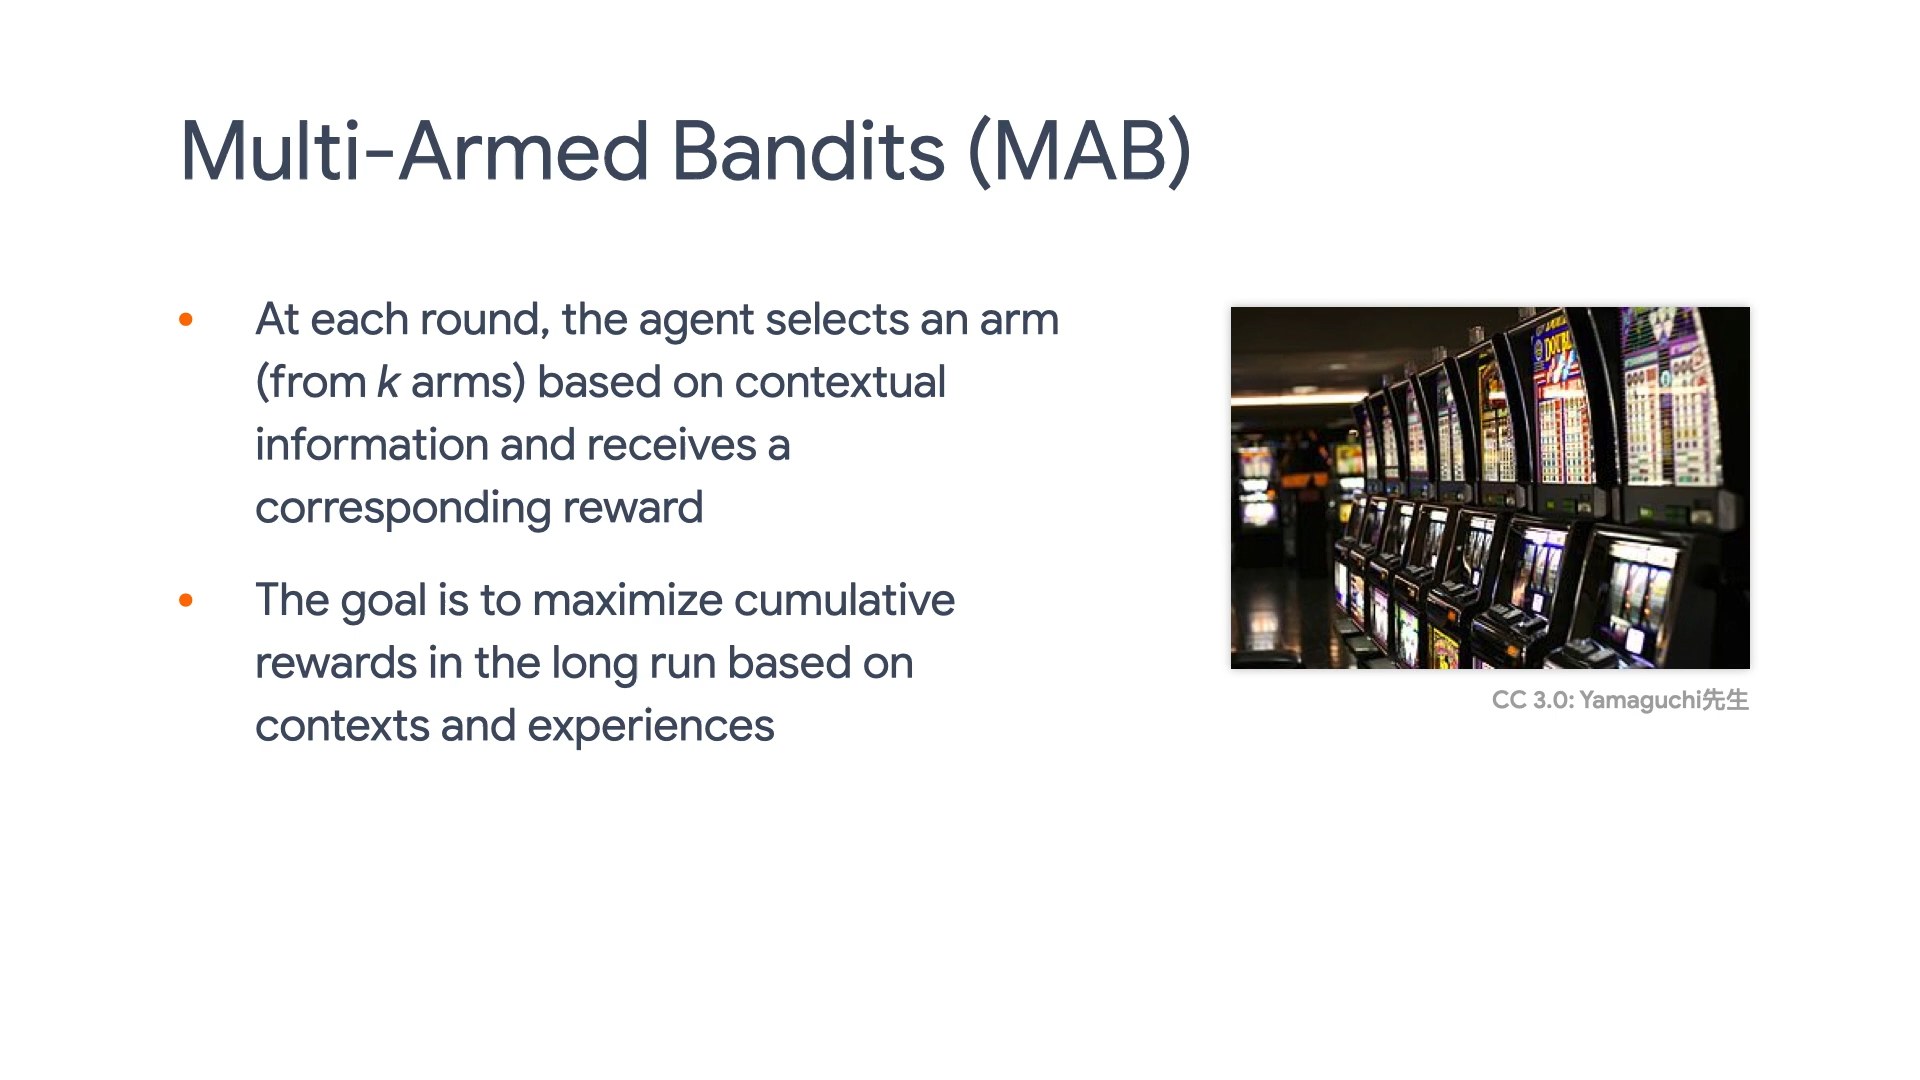 Multi-Armed Bandits (MAB)
• At each round, the agent selects an arm
(from k arms) based on contextual
information and receives a
corresponding reward
• The goal is to maximize cumulative
rewards in the long run based on
contexts and experiences
CC 3.0: Yamaguchi先生